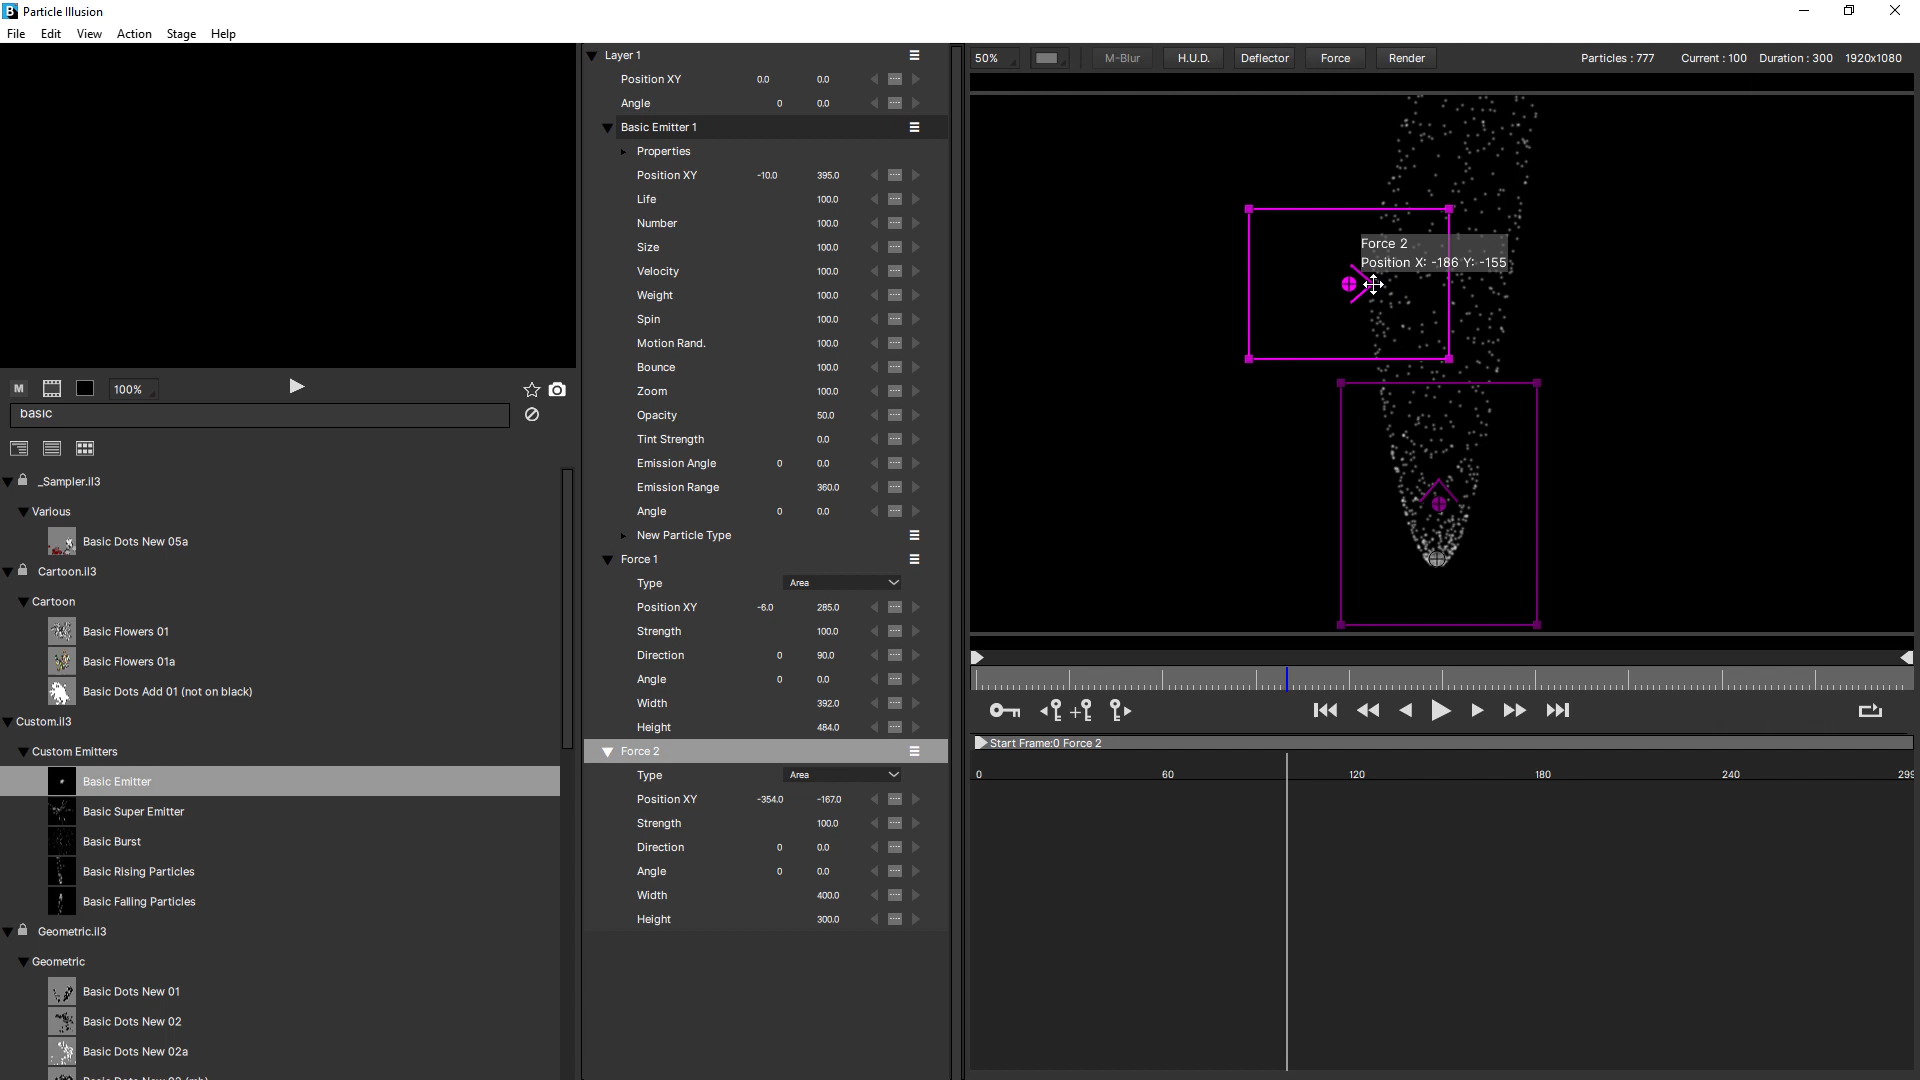 Particle Illusion
File Edit View Action Stage Help
M 100%
basic
_Sampler.il3
Various
Basic Dots New 05a
Cartoon.il3
Cartoon
Basic Flowers 01
Basic Flowers 01a
Basic Dots Add 01 (not on black)
Custom.il3
Custom Emitters
Basic Emitter
Basic Super Emitter
Basic Burst
Basic Rising Particles
Basic Falling Particles
Geometric.il3
Geometric
Basic Dots New 01
Basic Dots New 02
Basic Dots New 02a
Layer 1
Position XY 0.0 0.0
Angle 0 0.0
Basic Emitter 1
Properties
Position XY -10.0 395.0
Life 100.0
Number 100.0
Size 100.0
Velocity 100.0
Weight 100.0
Spin 100.0
Motion Rand. 100.0
Bounce 100.0
Zoom 100.0
Opacity 50.0
Tint Strength 0.0
Emission Angle 0 0.0
Emission Range 360.0
Angle 0 0.0
New Particle Type
Force 1
Type Area
Position XY -6.0 285.0
Strength 100.0
Direction 0 90.0
Angle 0 0.0
Width 392.0
Height 484.0
Force 2
Type Area
Position XY -354.0 -167.0
Strength 100.0
Direction 0 0.0
Angle 0 0.0
Width 400.0
Height 300.0
50% M-Blur H.U.D. Deflector Force Render Particles : 777 Current : 100 Duration : 300 1920x1080
Force 2
Position X: -186 Y: -155
Start Frame:0 Force 2
0 60 120 180 240 299